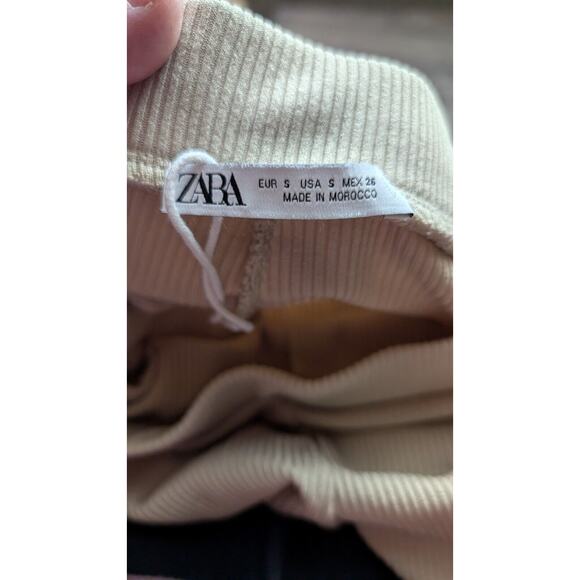 ZARA
EUR S USA S MEX 26
MADE IN MOROCCO